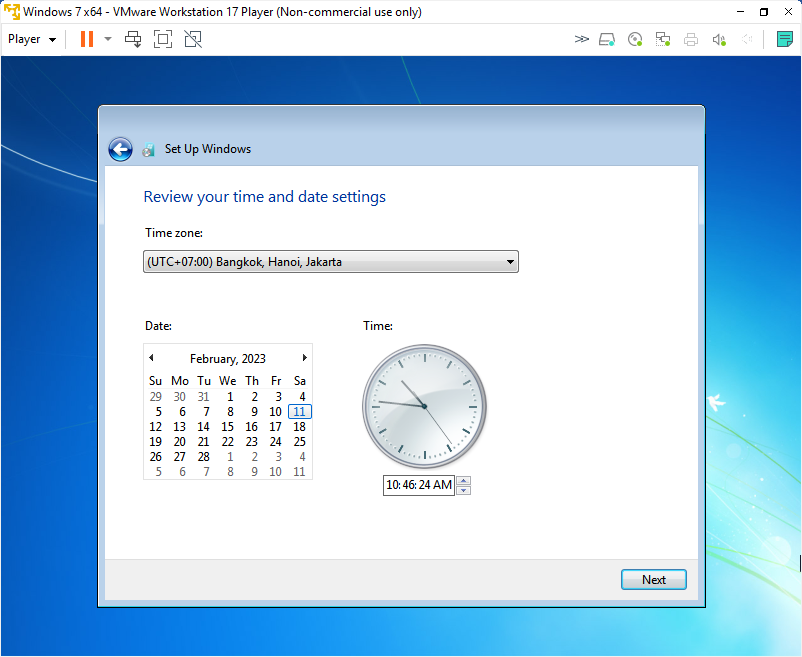 Windows 7 x64 - VMware Workstation 17 Player (Non-commercial use only)
Player
Set Up Windows
Review your time and date settings
Time zone:
(UTC+07:00) Bangkok, Hanoi, Jakarta
Date:
Time:
February, 2023
Su Mo Tu We Th Fr Sa
29 30 31 1 2 3 4
5 6 7 8 9 10 11
12 13 14 15 16 17 18
19 20 21 22 23 24 25
26 27 28 1 2 3 4
5 6 7 8 9 10 11
10:46:24 AM
Next